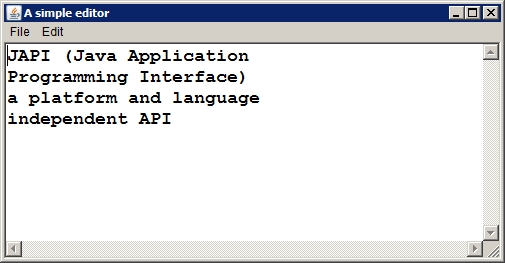 A simple editor
File Edit
JAPI (Java Application
Programming Interface)
a platform and language
independent API